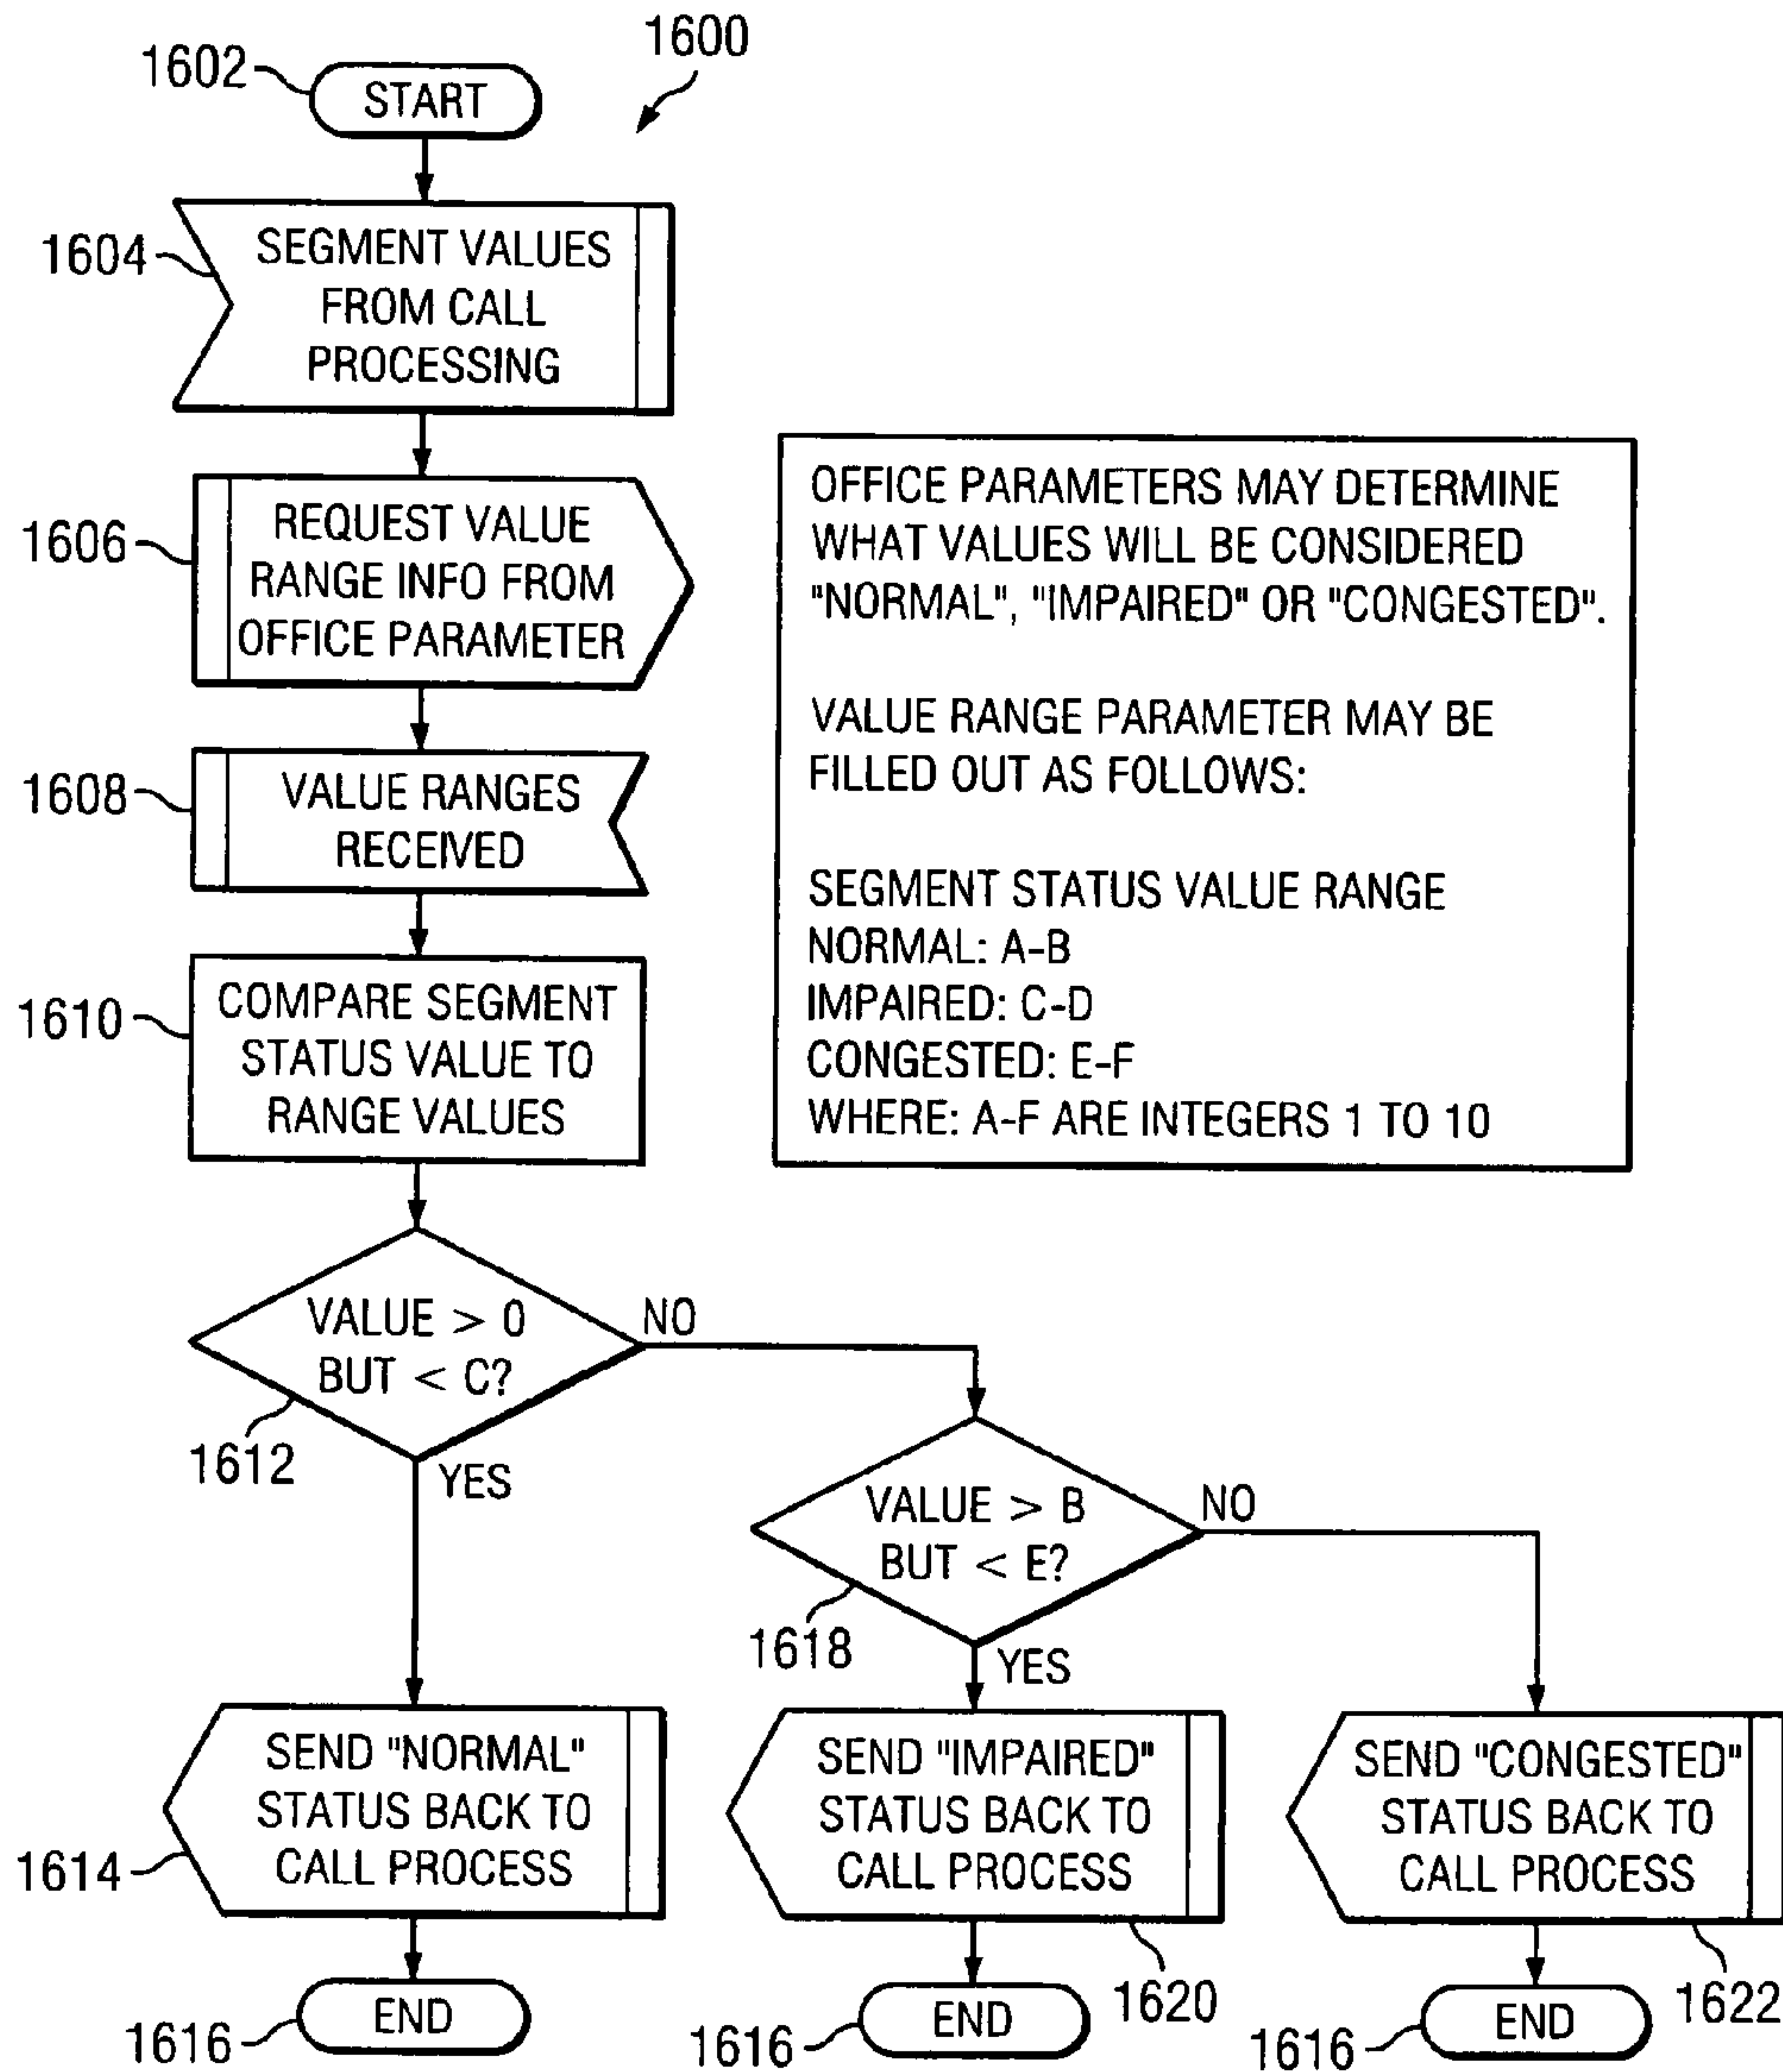 1600
1602
START
1604
SEGMENT VALUES
FROM CALL
PROCESSING
1606
REQUEST VALUE
RANGE INFO FROM
OFFICE PARAMETER
1608
VALUE RANGES
RECEIVED
1610
COMPARE SEGMENT
STATUS VALUE TO
RANGE VALUES
OFFICE PARAMETERS MAY DETERMINE
WHAT VALUES WILL BE CONSIDERED
"NORMAL", "IMPAIRED" OR "CONGESTED".
VALUE RANGE PARAMETER MAY BE
FILLED OUT AS FOLLOWS:
SEGMENT STATUS VALUE RANGE
NORMAL: A-B
IMPAIRED: C-D
CONGESTED: E-F
WHERE: A-F ARE INTEGERS 1 TO 10
VALUE > 0
BUT < C?
NO
1612
YES
VALUE > B
BUT < E?
NO
1618
YES
SEND "NORMAL"
STATUS BACK TO
CALL PROCESS
1614
SEND "IMPAIRED"
STATUS BACK TO
CALL PROCESS
1620
SEND "CONGESTED"
STATUS BACK TO
CALL PROCESS
1622
1616
END
1616
END
1616
END